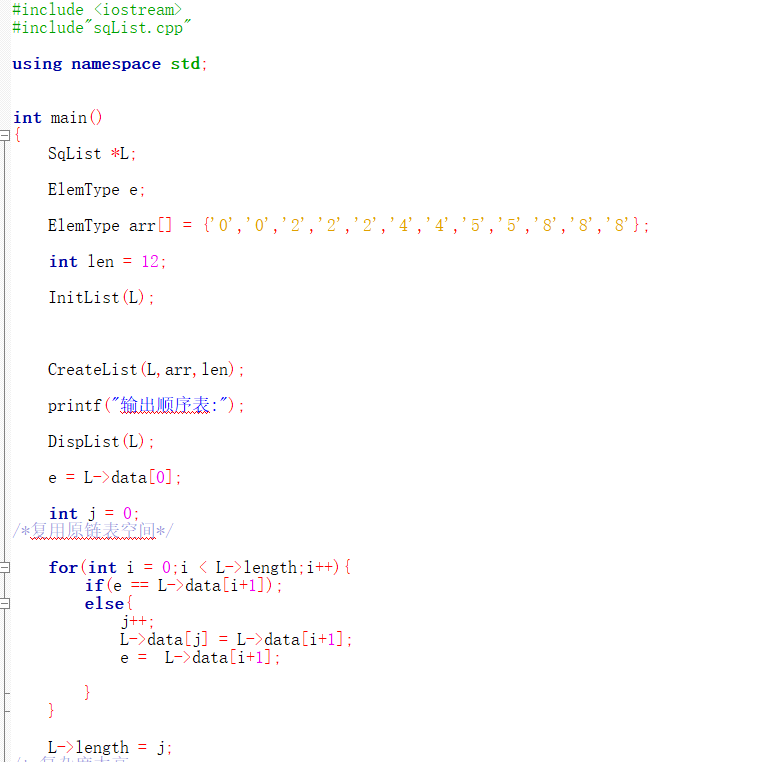 #include <iostream>
#include"sqList.cpp"
using namespace std;
int main()
{
SqList *L;
ElemType e;
ElemType arr[] = {'0','0','2','2','2','4','4','5','5','8','8','8'};
int len = 12;
InitList(L);
CreateList(L,arr,len);
printf("输出顺序表:");
DispList(L);
e = L->data[0];
int j = 0;
/*复用原链表空间*/
for(int i = 0;i < L->length;i++){
if(e == L->data[i+1]);
else{
j++;
L->data[j] = L->data[i+1];
e =  L->data[i+1];
}
}
L->length = j;